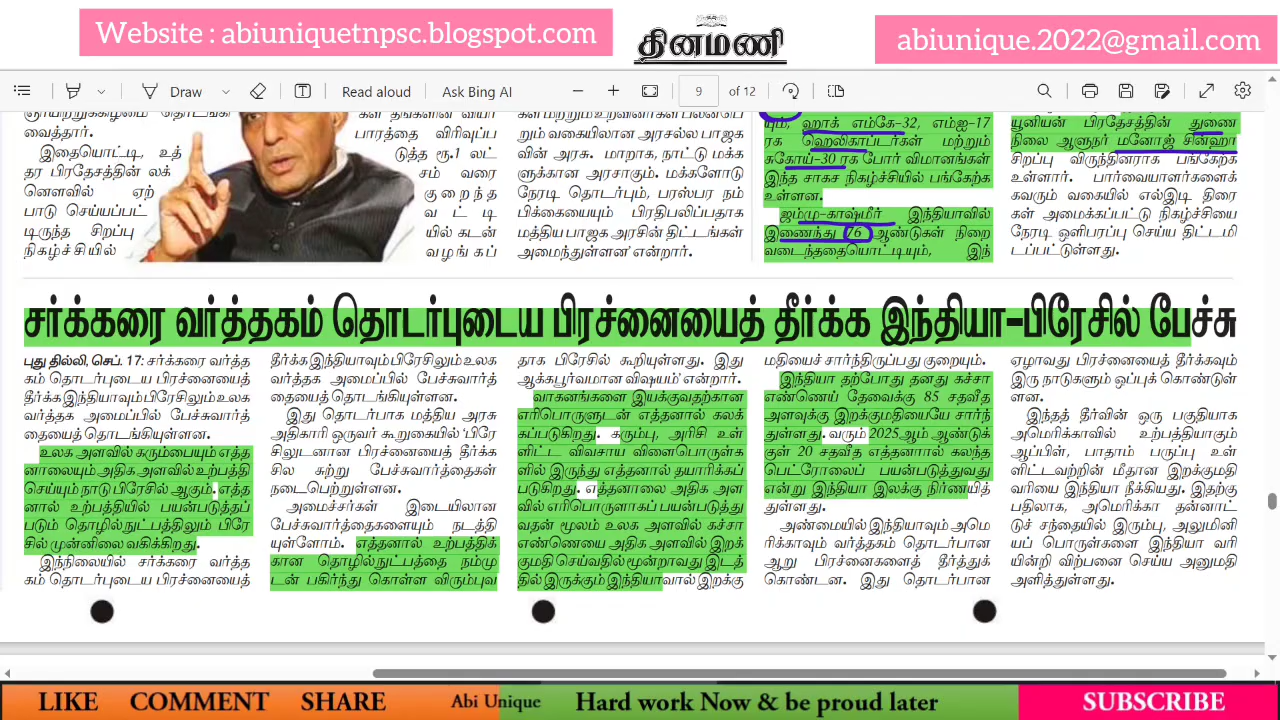 Website : abiuniquetnpsc.blogspot.com
தினமணி
abiunique.2022@gmail.com
Draw
Read aloud
Ask Bing AI
9
of 12
வைத்தார்.
இதையொட்டி, உத்
தர பிரதேசத்தின் லக்
னௌவில் ஏற்
பாடு செய்யப்பட்
டிருந்த சிறப்பு
நிகழ்ச்சியில்
பாரத்தை விரிவுப்ப
டுத்த ரூ.1 லட்
சம் வரை
குறைந்த
வட்டி
யில் கடன்
வழங்கப்
றும் வகையிலான அரசல்ல பாஜக
வின் அரசு. மாறாக, நாட்டு மக்க
ளுக்கான அரசாகும். மக்களோடு
நேரடி தொடர்பும், பரஸ்பர நம்
பிக்கையையும் பிரதிபலிப்பதாக
மத்திய பாஜக அரசின் திட்டங்கள்
அமைந்துள்ளன' என்றார்.
யும், ஹாக் எம்கே-32, எம்ஐ-17
ரக ஹெலிகாப்டர்கள் மற்றும்
சுகோய்-30 ரக போர் விமானங்கள்
இந்த சாகச நிகழ்ச்சியில் பங்கேற்க
உள்ளன.
ஜம்மு-காஷ்மீர் இந்தியாவில்
இணைந்து 76 ஆண்டுகள் நிறை
வடைந்ததையொட்டியும், இந்
யூனியன் பிரதேசத்தின் துணை
நிலை ஆளுநர் மனோஜ் சின்ஹா
சிறப்பு விருந்தினராக பங்கேற்க
உள்ளார். பார்வையாளர்களைக்
கவரும் வகையில் எல்இடி திரை
கள் அமைக்கப்பட்டு நிகழ்ச்சியை
நேரடி ஒளிபரப்பு செய்ய திட்டமி
டப்பட்டுள்ளது.
சர்க்கரை வர்த்தகம் தொடர்புடைய பிரச்னையைத் தீர்க்க இந்தியா-பிரேசில் பேச்சு
புது தில்லி, செப். 17: சர்க்கரை வர்த்த
கம் தொடர்புடைய பிரச்னையைத்
தீர்க்க இந்தியாவும் பிரேசிலும் உலக
வர்த்தக அமைப்பில் பேச்சுவார்த்
தையைத் தொடங்கியுள்ளன.
உலக அளவில் கரும்பையும் எத்த
னாலையும் அதிக அளவில் உற்பத்தி
செய்யும் நாடு பிரேசில் ஆகும். எத்த
னால் உற்பத்தியில் பயன்படுத்தப்
படும் தொழில்நுட்பத்திலும் பிரே
சில் முன்னிலை வகிக்கிறது.
இந்நிலையில் சர்க்கரை வர்த்த
கம் தொடர்புடைய பிரச்னையைத்
தீர்க்க இந்தியாவும் பிரேசிலும் உலக
வர்த்தக அமைப்பில் பேச்சுவார்த்
தையைத் தொடங்கியுள்ளன.
இது தொடர்பாக மத்திய அரசு
அதிகாரி ஒருவர் கூறுகையில் 'பிரே
சிலுடனான பிரச்னையைத் தீர்க்க
சில சுற்று பேச்சுவார்த்தைகள்
நடைபெற்றுள்ளன.
அமைச்சர்கள் இடையிலான
பேச்சுவார்த்தைகளையும் நடத்தி
யுள்ளோம். எத்தனால் உற்பத்திக்
கான தொழில்நுட்பத்தை நம்மு
டன் பகிர்ந்து கொள்ள விரும்புவ
தாக பிரேசில் கூறியுள்ளது. இது
ஆக்கபூர்வமான விஷயம்' என்றார்.
வாகனங்களை இயக்குவதற்கான
எரிபொருளுடன் எத்தனால் கலக்
கப்படுகிறது. கரும்பு, அரிசி உள்
ளிட்ட விவசாய விளைபொருள்க
ளில் இருந்து எத்தனால் தயாரிக்கப்
படுகிறது. எத்தனாலை அதிக அள
வில் எரிபொருளாகப் பயன்படுத்து
வதன் மூலம் உலக அளவில் கச்சா
எண்ணெயை அதிக அளவில் இறக்
குமதி செய்வதில் மூன்றாவது இடத்
தில் இருக்கும் இந்தியாவால் இறக்கு
மதியைச் சார்ந்திருப்பது குறையும்.
இந்தியா தற்போது தனது கச்சா
எண்ணெய் தேவைக்கு 85 சதவீத
அளவுக்கு இறக்குமதியையே சார்ந்
துள்ளது. வரும் 2025ஆம் ஆண்டுக்
குள் 20 சதவீத எத்தனால் கலந்த
பெட்ரோலைப் பயன்படுத்துவது
என்று இந்தியா இலக்கு நிர்ணயித்
துள்ளது.
அண்மையில் இந்தியாவும் அமெ
ரிக்காவும் வர்த்தகம் தொடர்பான
ஆறு பிரச்னைகளைத் தீர்த்துக்
கொண்டன. இது தொடர்பான
ஏழாவது பிரச்னையைத் தீர்க்கவும்
இரு நாடுகளும் ஒப்புக் கொண்டுள்
ளன.
இந்தத் தீர்வின் ஒரு பகுதியாக
அமெரிக்காவில் உற்பத்தியாகும்
ஆப்பிள், பாதாம் பருப்பு உள்
ளிட்டவற்றின் மீதான இறக்குமதி
வரியை இந்தியா நீக்கியது. இதற்கு
பதிலாக, அமெரிக்கா தன்னாட்
டுச் சந்தையில் இரும்பு, அலுமினி
யப் பொருள்களை இந்தியா வரி
யின்றி விற்பனை செய்ய அனுமதி
அளித்துள்ளது.
LIKE COMMENT SHARE
Abi Unique
Hard work Now & be proud later
SUBSCRIBE